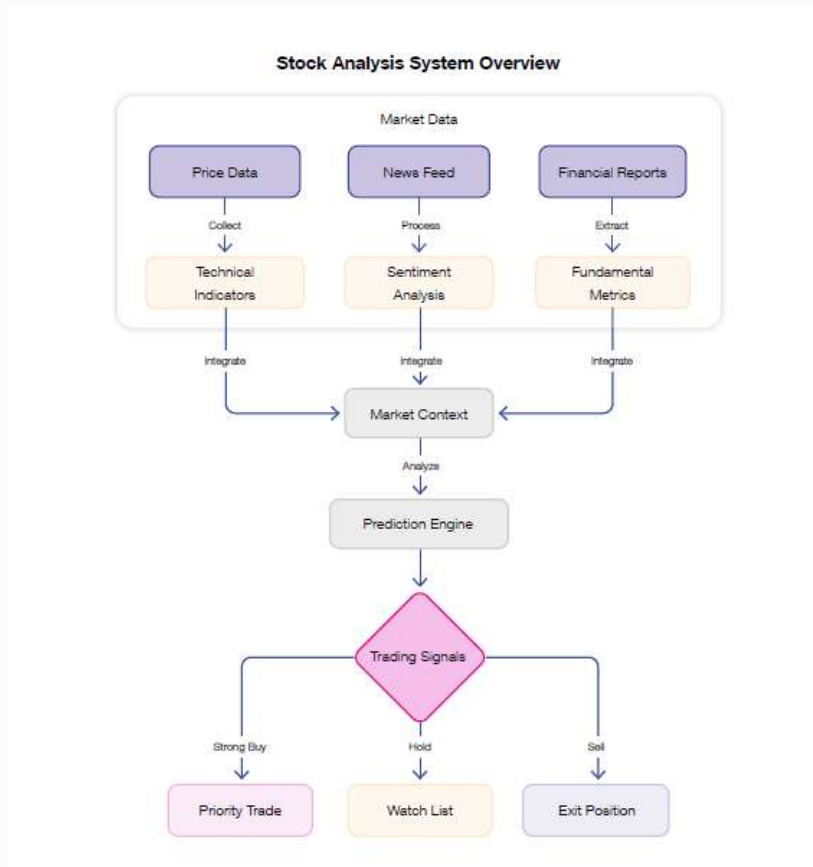 Stock Analysis System Overview
Market Data
Price Data
News Feed
Financial Reports
Collect
Process
Extract
Technical
Indicators
Sentiment
Analysis
Fundamental
Metrics
Integrate
Integrate
Integrate
Market Context
Analyze
Prediction Engine
Trading Signals
Strong Buy
Hold
Sell
Priority Trade
Watch List
Exit Position